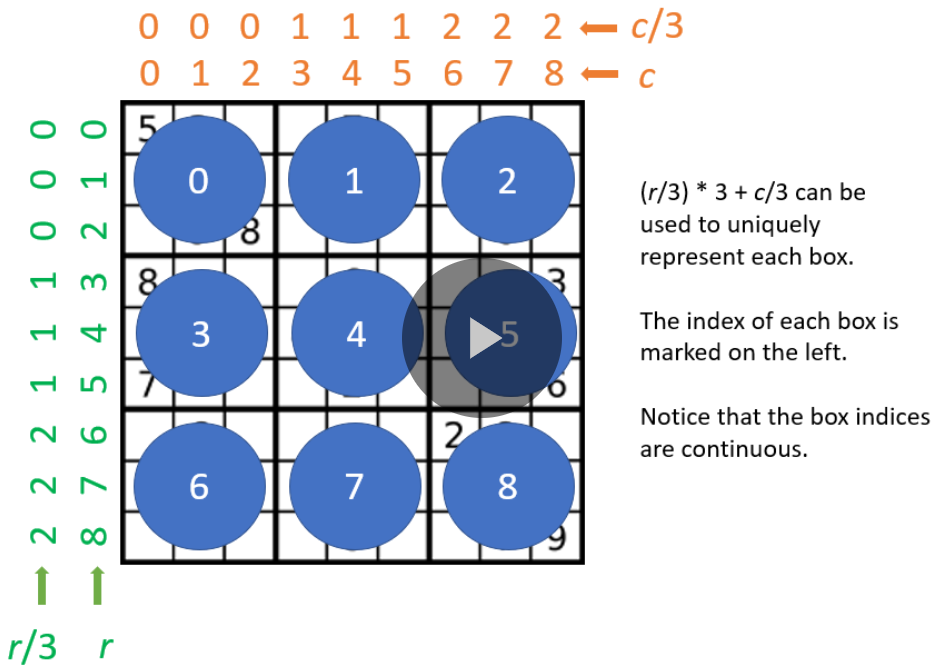 0 0 0 1 1 1 2 2 2 c/3
0 1 2 3 4 5 6 7 8 c
0 0 5
0 1 0 1 2
0 2 8
1 3 8 3
1 4 3 4 5
1 5 7 6
2 6 2
2 7 6 7 8
2 8 9
r/3 r
(r/3) * 3 + c/3 can be
used to uniquely
represent each box.
The index of each box is
marked on the left.
Notice that the box indices
are continuous.